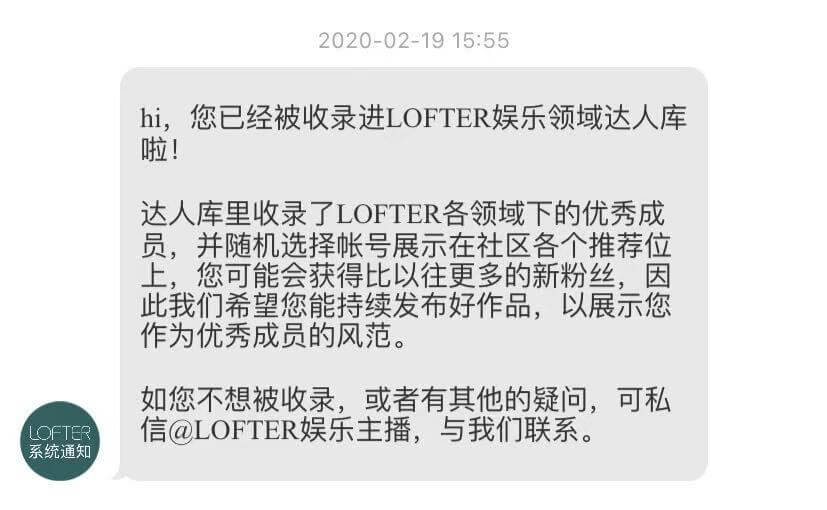 2020-02-19 15:55
hi，您已经被收录进LOFTER娱乐领域达人库
啦！
达人库里收录了LOFTER各领域下的优秀成
员，并随机选择帐号展示在社区各个推荐位
上，您可能会获得比以往更多的新粉丝，因
此我们希望您能持续发布好作品，以展示您
作为优秀成员的风范。
如您不想被收录，或者有其他的疑问，可私
信@LOFTER娱乐主播，与我们联系。
LOFTER
系统通知